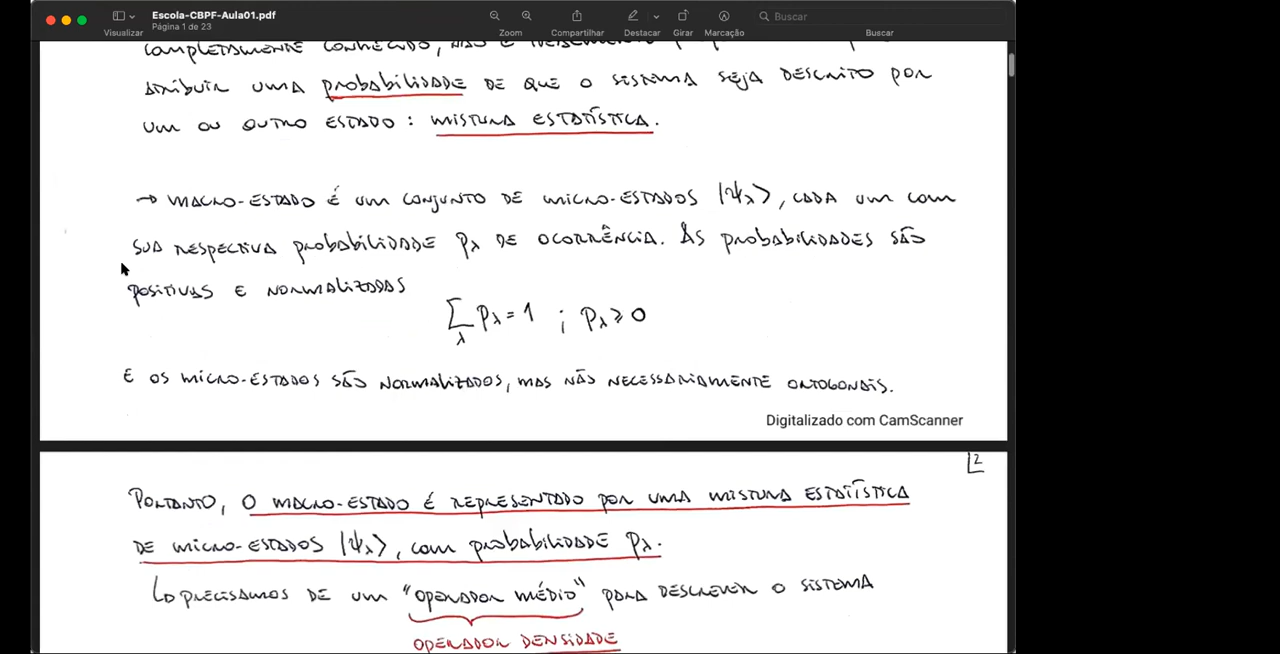 Escola-CBPF-Aula01.pdf
Página 1 de 23
Visualizar
Zoom
Compartilhar
Destacar
Girar
Marcação
Buscar
Buscar
COMPLETAMENTE CONHECIDO, MAS É
ATRIBUIR UMA PROBABILIDADE DE QUE O SISTEMA SEJA DESCRITO POR
UM OU OUTRO ESTADO : MISTURA ESTATÍSTICA.
→ MACRO-ESTADO É UM CONJUNTO DE MICRO-ESTADOS |Ψλ>, CADA UM COM
SUA RESPECTIVA PROBABILIDADE pλ DE OCORRÊNCIA. AS PROBABILIDADES SÃO
POSITIVAS E NORMALIZADAS
∑λ pλ = 1 ; pλ ≥ 0
E OS MICRO-ESTADOS SÃO NORMALIZADOS, MAS NÃO NECESSARIAMENTE ORTOGONAIS.
Digitalizado com CamScanner
2
PORTANTO, O MACRO-ESTADO É REPRESENTADO POR UMA MISTURA ESTATÍSTICA
DE MICRO-ESTADOS |Ψλ>, COM PROBABILIDADE pλ.
↳ PRECISAMOS DE UM "OPERADOR MÉDIO" PARA DESCREVER O SISTEMA
OPERADOR DENSIDADE